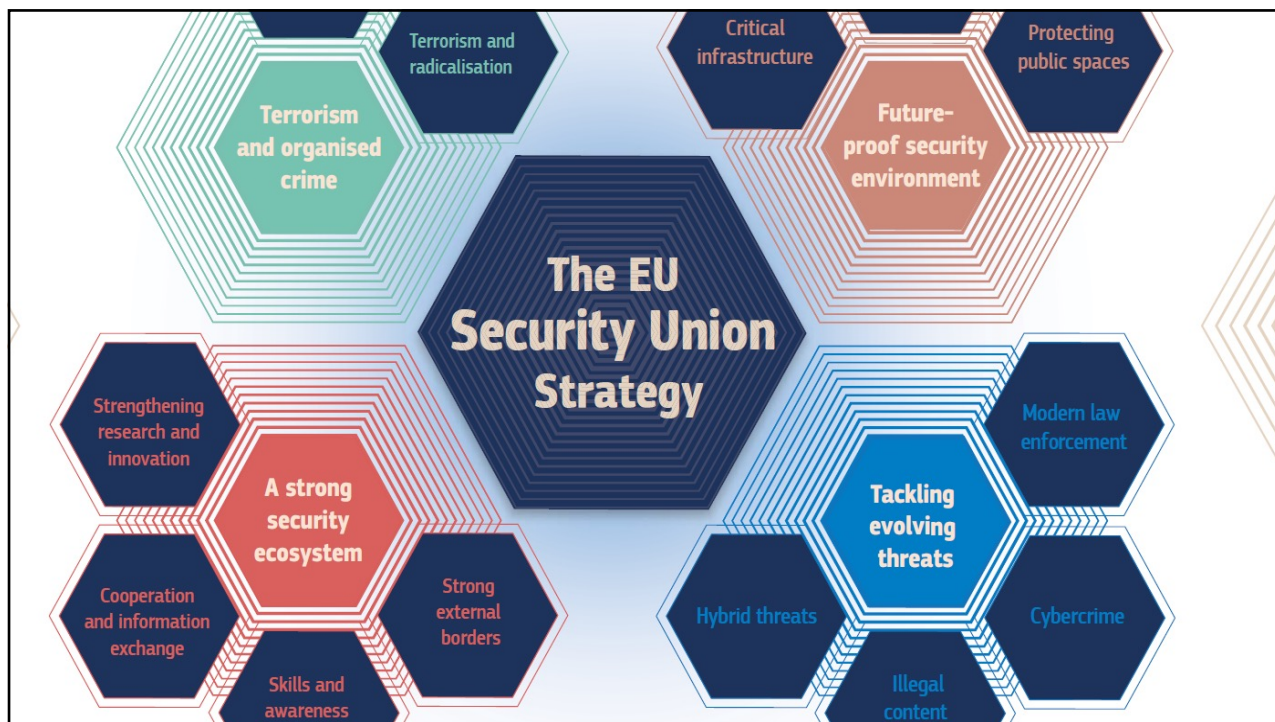 Terrorism and
radicalisation
Critical
infrastructure
Protecting
public spaces
Terrorism
and organised
crime
Future-
proof security
environment
The EU
Security Union
Strategy
Strengthening
research and
innovation
Modern law
enforcement
A strong
security
ecosystem
Tackling
evolving
threats
Cooperation
and information
exchange
Strong
external
borders
Hybrid threats
Cybercrime
Skills and
awareness
Illegal
content